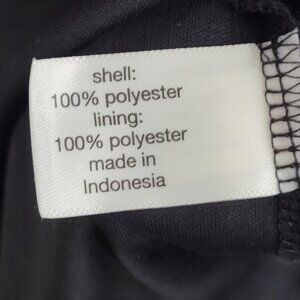 shell:
100% polyester
lining:
100% polyester
made in
Indonesia